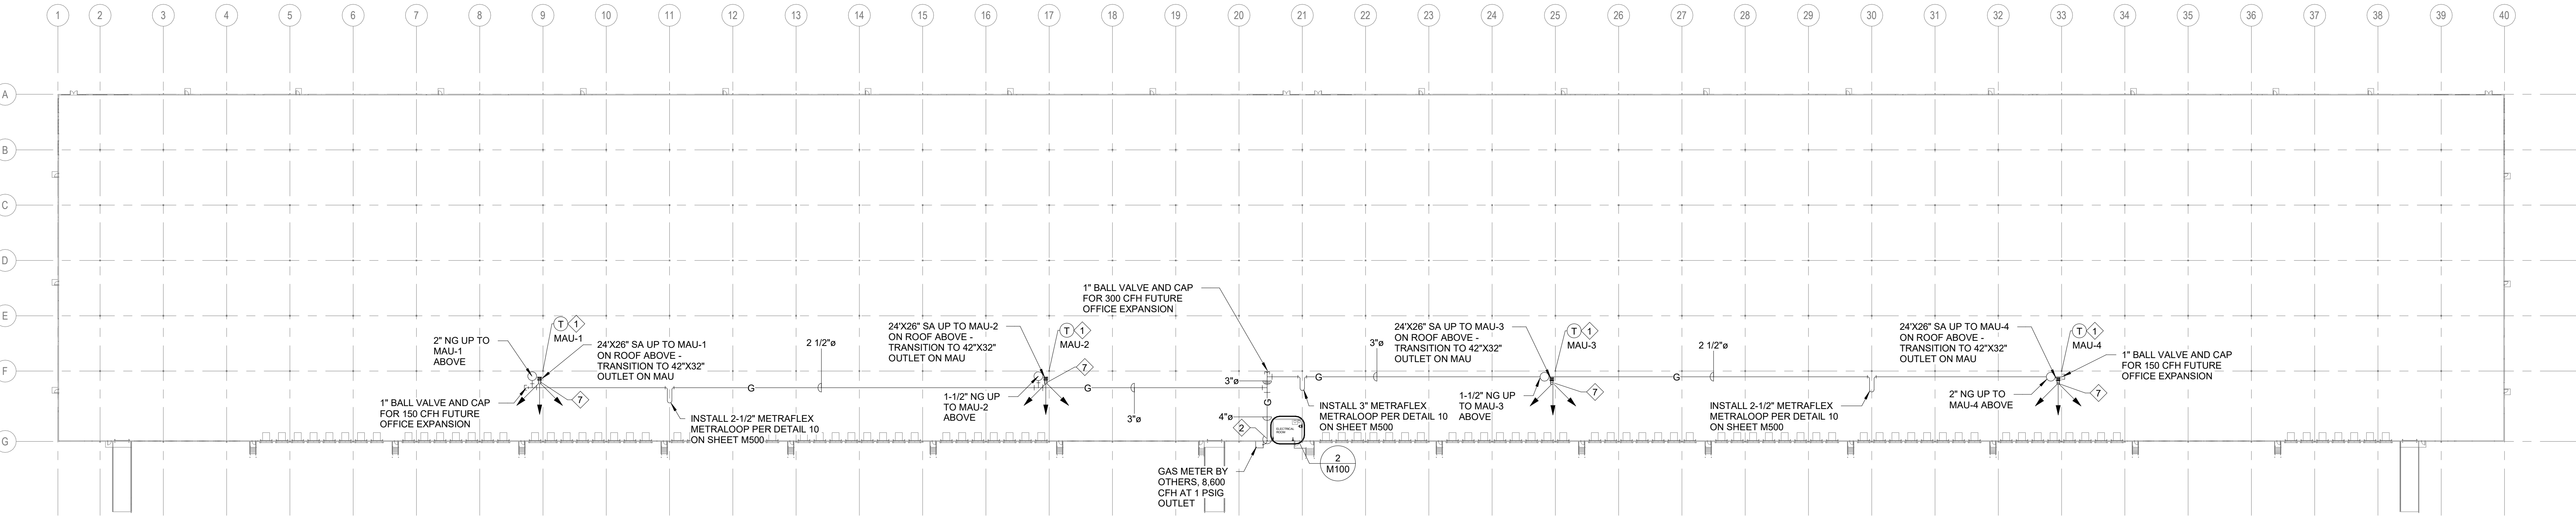 1 2 3 4 5 6 7 8 9 10 11 12 13 14 15 16 17 18 19 20 21 22 23 24 25 26 27 28 29 30 31 32 33 34 35 36 37 38 39 40
A
B
C
D
E
F
G
2" NG UP TO
MAU-1
ABOVE
T 1
MAU-1
24'X26" SA UP TO MAU-1
ON ROOF ABOVE -
TRANSITION TO 42"X32"
OUTLET ON MAU
7
1" BALL VALVE AND CAP
FOR 150 CFH FUTURE
OFFICE EXPANSION
INSTALL 2-1/2" METRAFLEX
METRALOOP PER DETAIL 10
ON SHEET M500
G
2 1/2"ø
24'X26" SA UP TO MAU-2
ON ROOF ABOVE -
TRANSITION TO 42"X32"
OUTLET ON MAU
T 1
MAU-2
7
1-1/2" NG UP
TO MAU-2
ABOVE
G
3"ø
1" BALL VALVE AND CAP
FOR 300 CFH FUTURE
OFFICE EXPANSION
3"ø
G
4"ø
2
ELECTRICAL
ROOM
2
M100
GAS METER BY
OTHERS, 8,600
CFH AT 1 PSIG
OUTLET
G
INSTALL 3" METRAFLEX
METRALOOP PER DETAIL 10
ON SHEET M500
3"ø
24'X26" SA UP TO MAU-3
ON ROOF ABOVE -
TRANSITION TO 42"X32"
OUTLET ON MAU
T 1
MAU-3
7
1-1/2" NG UP
TO MAU-3
ABOVE
G
2 1/2"ø
INSTALL 2-1/2" METRAFLEX
METRALOOP PER DETAIL 10
ON SHEET M500
24'X26" SA UP TO MAU-4
ON ROOF ABOVE -
TRANSITION TO 42"X32"
OUTLET ON MAU
T 1
MAU-4
1" BALL VALVE AND CAP
FOR 150 CFH FUTURE
OFFICE EXPANSION
7
2" NG UP TO
MAU-4 ABOVE